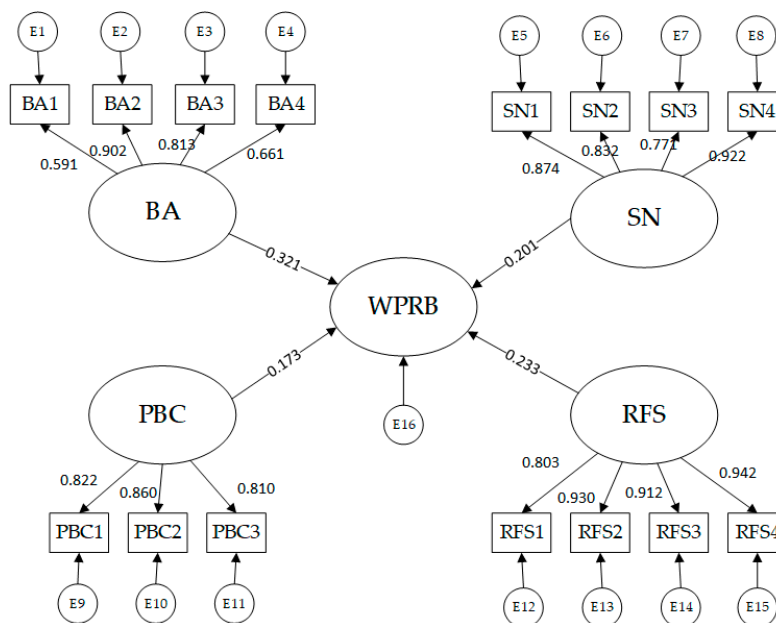 E1 E2 E3 E4 E5 E6 E7 E8
BA1 BA2 BA3 BA4 SN1 SN2 SN3 SN4
0.591 0.902 0.813 0.661 0.874 0.832 0.771 0.922
BA SN
0.321 0.201
WPRB
0.173 0.233
PBC RFS
E16
0.822 0.860 0.810 0.803 0.930 0.912 0.942
PBC1 PBC2 PBC3 RFS1 RFS2 RFS3 RFS4
E9 E10 E11 E12 E13 E14 E15